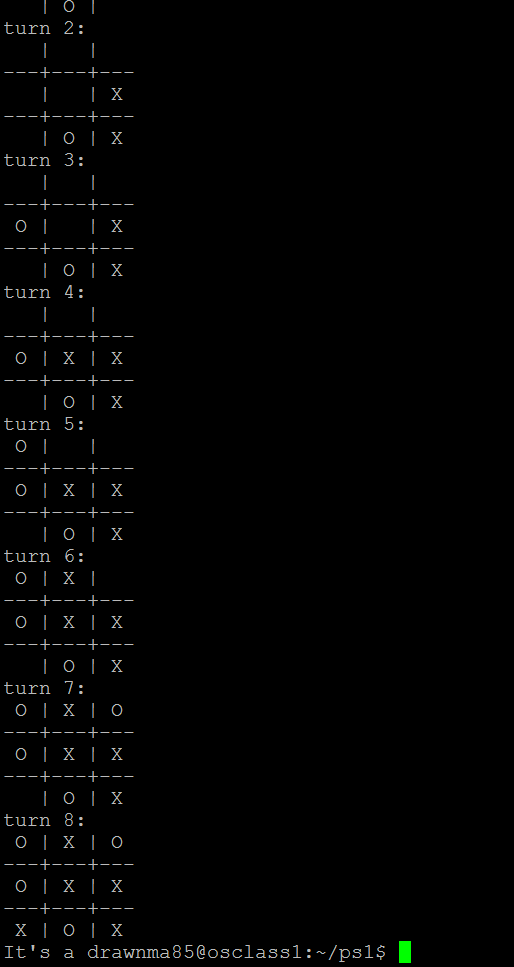 | O |
turn 2:
   |   |
---+---+---
   |   | X
---+---+---
   | O | X
turn 3:
   |   |
---+---+---
 O |   | X
---+---+---
   | O | X
turn 4:
   |   |
---+---+---
 O | X | X
---+---+---
   | O | X
turn 5:
 O |   |
---+---+---
 O | X | X
---+---+---
   | O | X
turn 6:
 O | X |
---+---+---
 O | X | X
---+---+---
   | O | X
turn 7:
 O | X | O
---+---+---
 O | X | X
---+---+---
   | O | X
turn 8:
 O | X | O
---+---+---
 O | X | X
---+---+---
 X | O | X
It's a drawnma85@osclass1:~/ps1$